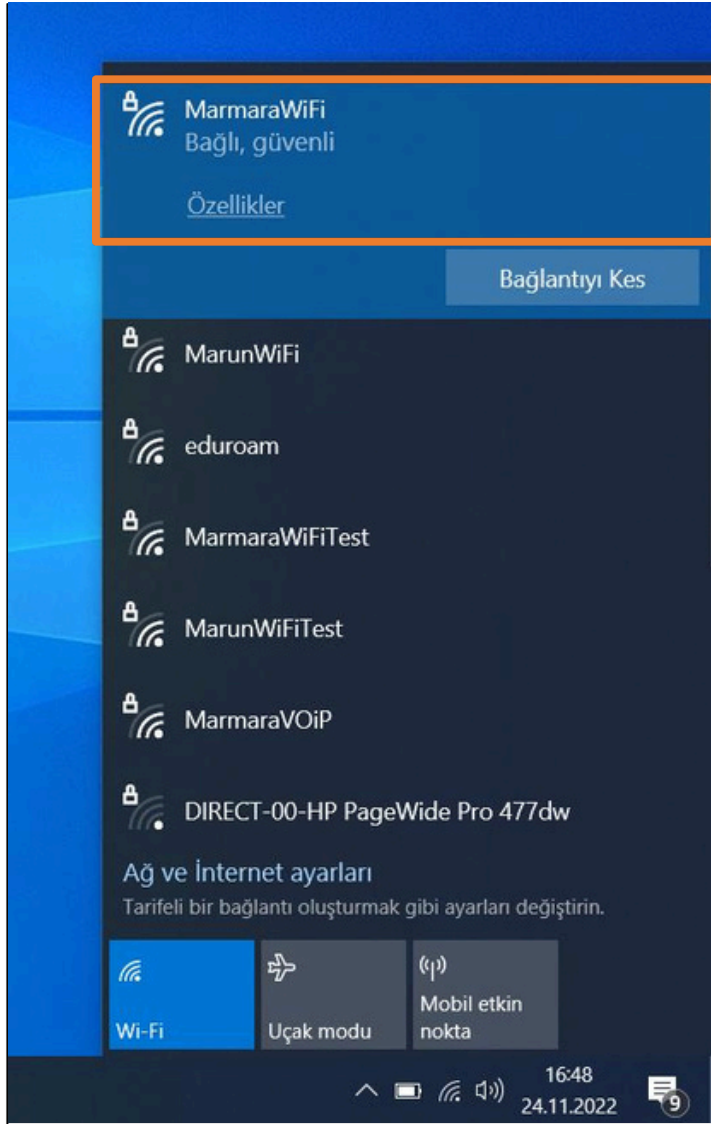 MarmaraWiFi
Bağlı, güvenli
Özellikler
Bağlantıyı Kes
MarunWiFi
eduroam
MarmaraWiFiTest
MarunWiFiTest
MarmaraVOiP
DIRECT-00-HP PageWide Pro 477dw
Ağ ve İnternet ayarları
Tarifeli bir bağlantı oluşturmak gibi ayarları değiştirin.
Wi-Fi
Uçak modu
Mobil etkin
nokta
16:48
24.11.2022
9